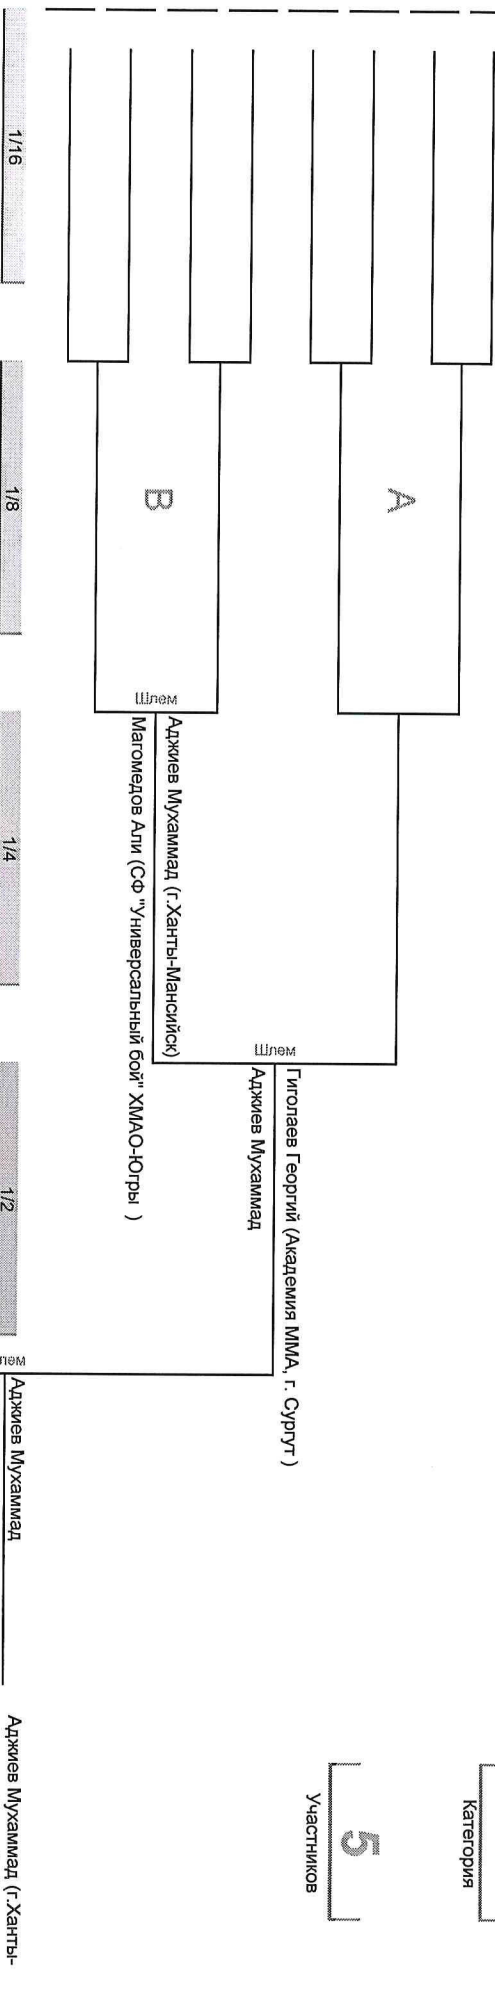 Категория
5
Участников
A
B
Шлем
Гиголаев Георгий (Академия ММА, г. Сургут )
Аджиев Мухаммад
Шлем
Аджиев Мухаммад (г.Ханты-Мансийск)
Магомедов Али (СФ "Универсальный бой" ХМАО-Югры )
Аджиев Мухаммад
Аджиев Мухаммад (г.Ханты-
1/16
1/8
1/4
1/2